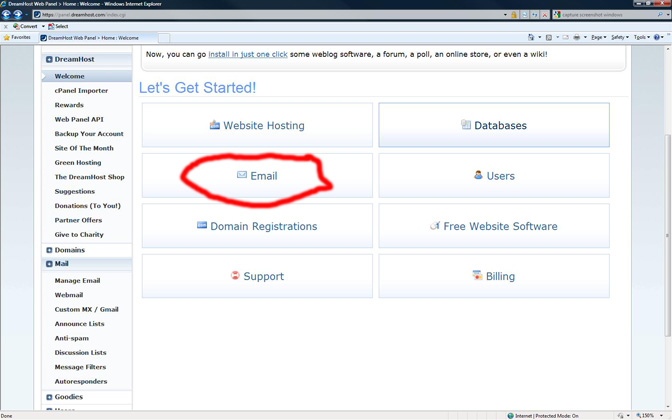 DreamHost Web Panel > Home : Welcome - Windows Internet Explorer
https://panel.dreamhost.com/index.cgi
capture screenshot windows
Convert
Select
Favorites
DreamHost Web Panel > Home : Welcome
Page
Safety
Tools
DreamHost
Welcome
cPanel Importer
Rewards
Web Panel API
Backup Your Account
Site Of The Month
Green Hosting
The DreamHost Shop
Suggestions
Donations (To You!)
Partner Offers
Give to Charity
Domains
Mail
Manage Email
Webmail
Custom MX / Gmail
Announce Lists
Anti-spam
Discussion Lists
Message Filters
Autoresponders
Goodies
Now, you can go install in just one click some weblog software, a forum, a poll, an online store, or even a wiki!
Let's Get Started!
Website Hosting
Databases
Email
Users
Domain Registrations
Free Website Software
Support
Billing
Done
Internet | Protected Mode: On
150%